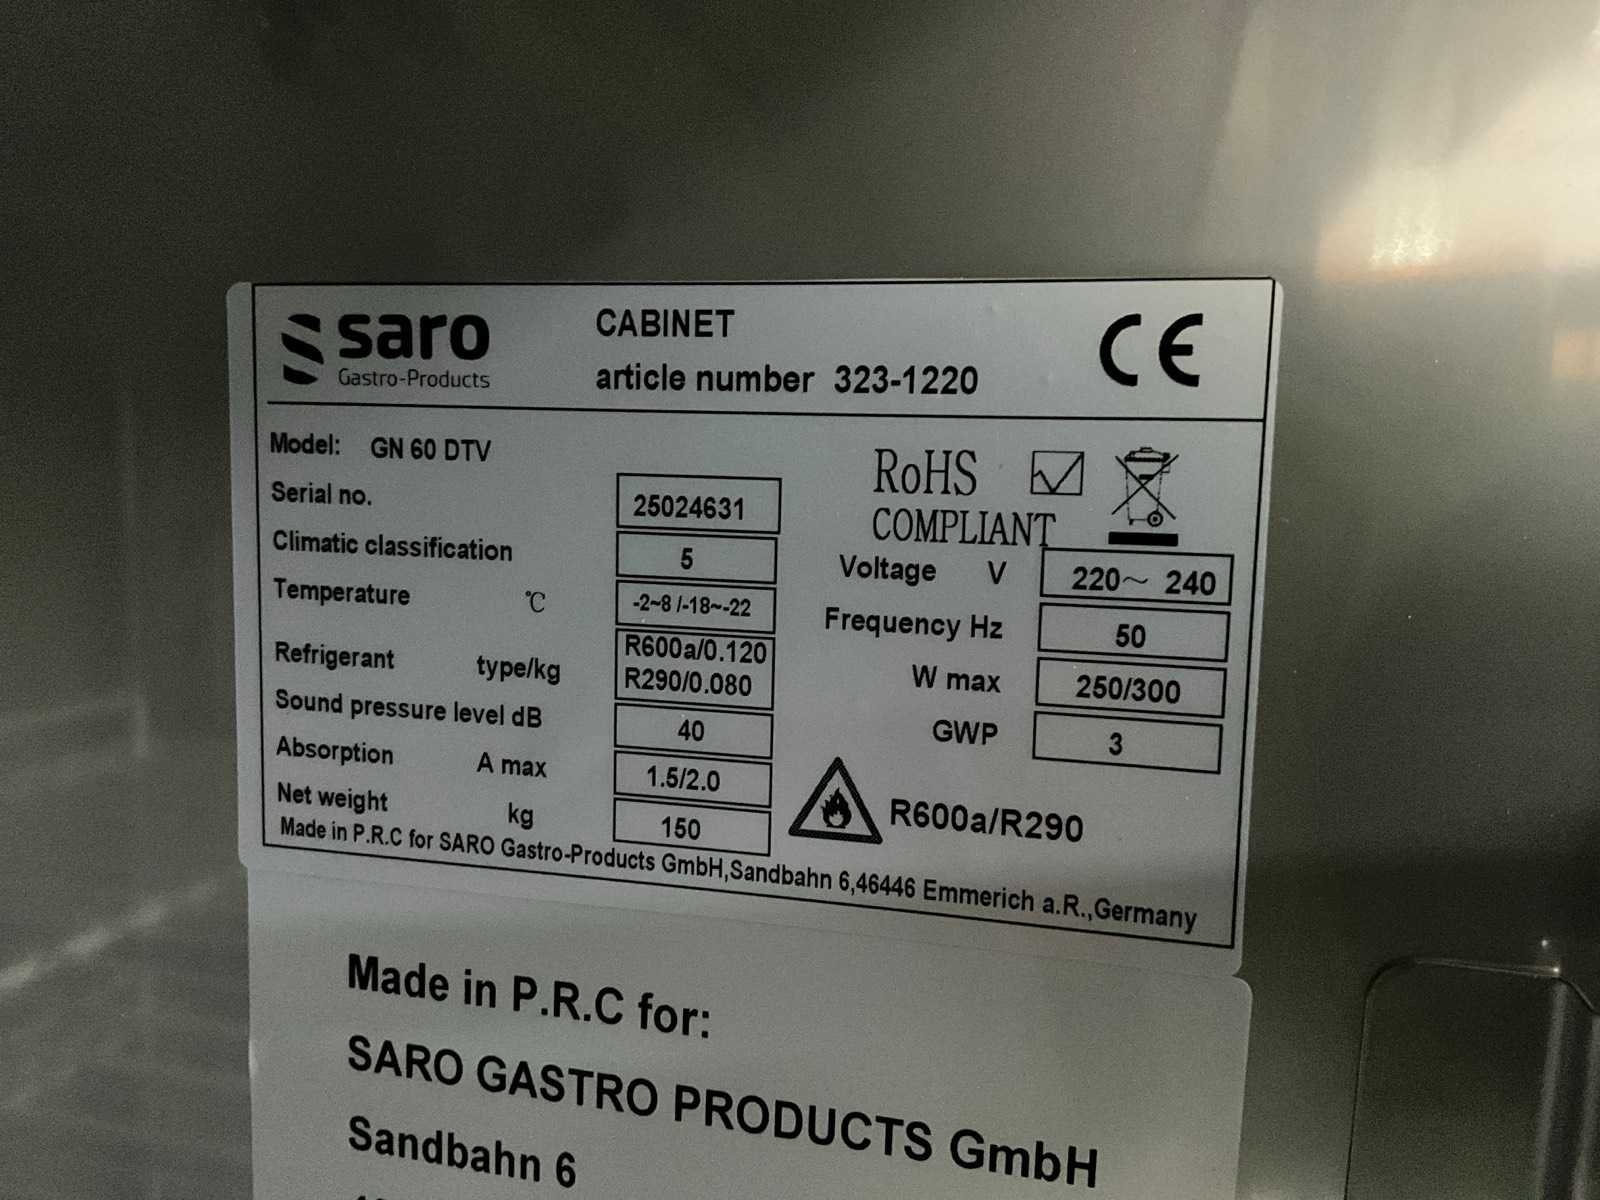 saro
Gastro-Products
CABINET
article number 323-1220
CE
Model: GN 60 DTV
RoHS
COMPLIANT
Serial no. 25024631
Climatic classification 5
Temperature ℃ -2~8 /-18~-22
Refrigerant type/kg R600a/0.120
R290/0.080
Sound pressure level dB 40
Absorption A max 1.5/2.0
Net weight kg 150
Voltage V 220~ 240
Frequency Hz 50
W max 250/300
GWP 3
R600a/R290
Made in P.R.C for SARO Gastro-Products GmbH,Sandbahn 6,46446 Emmerich a.R.,Germany
Made in P.R.C for:
SARO GASTRO PRODUCTS GmbH
Sandbahn 6